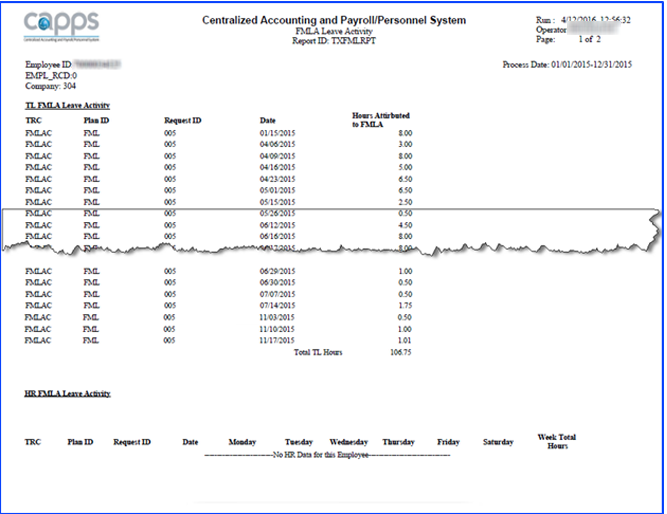 capps
Centralized Accounting and Payroll/Personnel System
Centralized Accounting and Payroll/Personnel System
FMLA Leave Activity
Report ID: TXFMLRPT
Run : 4/12/2016 12:56:32
Operator
Page: 1 of 2
Employee ID:
EMPL_RCD:0
Company: 304
Process Date: 01/01/2015-12/31/2015
TL FMLA Leave Activity
TRC Plan ID Request ID Date Hours Attributed to FMLA
FMLAC FML 005 01/15/2015 8.00
FMLAC FML 005 04/06/2015 3.00
FMLAC FML 005 04/09/2015 8.00
FMLAC FML 005 04/16/2015 5.00
FMLAC FML 005 04/23/2015 6.50
FMLAC FML 005 05/01/2015 6.50
FMLAC FML 005 05/15/2015 2.50
FMLAC FML 005 05/26/2015 0.50
FMLAC FML 005 06/12/2015 4.50
FMLAC FML 005 06/16/2015 8.00
FMLAC FML 005 8.00
FMLAC FML 005 06/29/2015 1.00
FMLAC FML 005 06/30/2015 0.50
FMLAC FML 005 07/07/2015 0.50
FMLAC FML 005 07/14/2015 1.75
FMLAC FML 005 11/03/2015 0.50
FMLAC FML 005 11/10/2015 1.00
FMLAC FML 005 11/17/2015 1.01
Total TL Hours 106.75
HR FMLA Leave Activity
TRC Plan ID Request ID Date Monday Tuesday Wednesday Thursday Friday Saturday Week Total Hours
No HR Data for this Employee